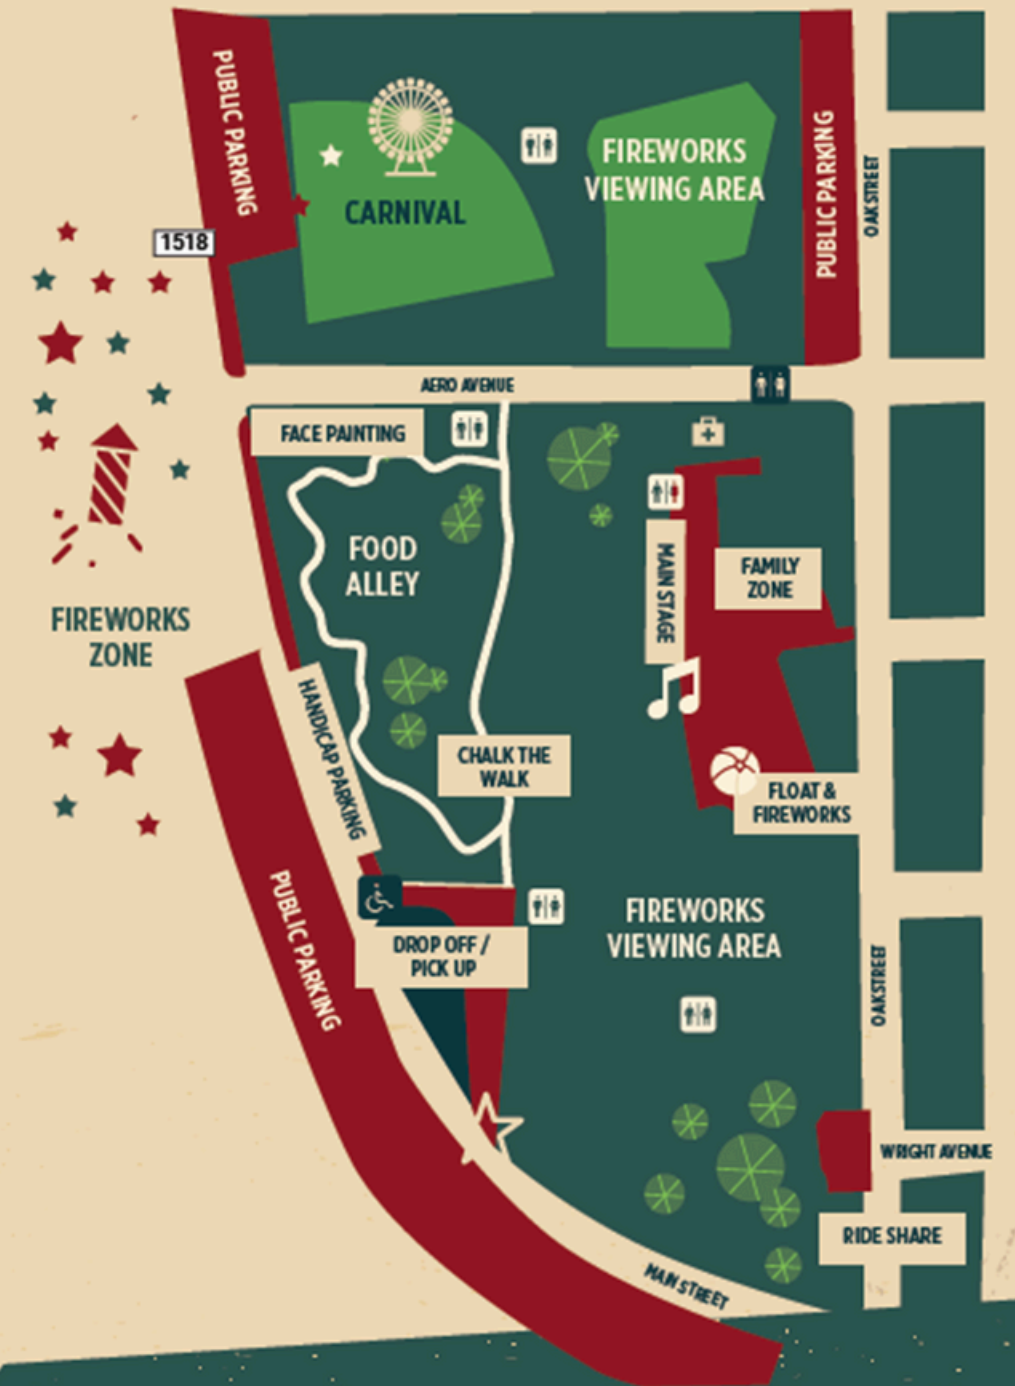 PUBLIC PARKING
CARNIVAL
FIREWORKS
VIEWING AREA
PUBLIC PARKING
OAK STREET
1518
AERO AVENUE
FACE PAINTING
FOOD
ALLEY
MAIN STAGE
FAMILY
ZONE
FIREWORKS
ZONE
HANDICAP PARKING
CHALK THE
WALK
FLOAT &
FIREWORKS
PUBLIC PARKING
DROP OFF /
PICK UP
FIREWORKS
VIEWING AREA
OAK STREET
WRIGHT AVENUE
RIDE SHARE
MAIN STREET